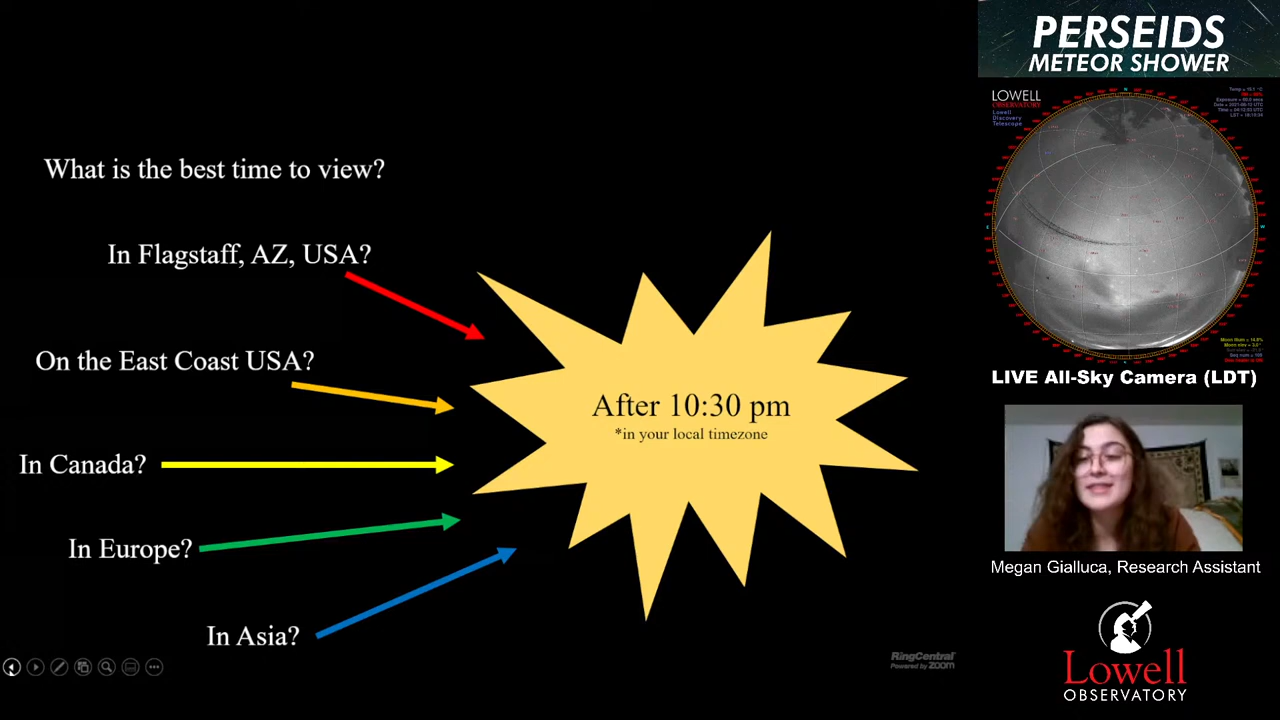 What is the best time to view?
In Flagstaff, AZ, USA?
On the East Coast USA?
In Canada?
In Europe?
In Asia?
After 10:30 pm
*in your local timezone
RingCentral
Powered by zoom
PERSEIDS
METEOR SHOWER
LOWELL
OBSERVATORY
Lowell
Discovery
Telescope
LIVE All-Sky Camera (LDT)
Megan Gialluca, Research Assistant
Lowell
OBSERVATORY